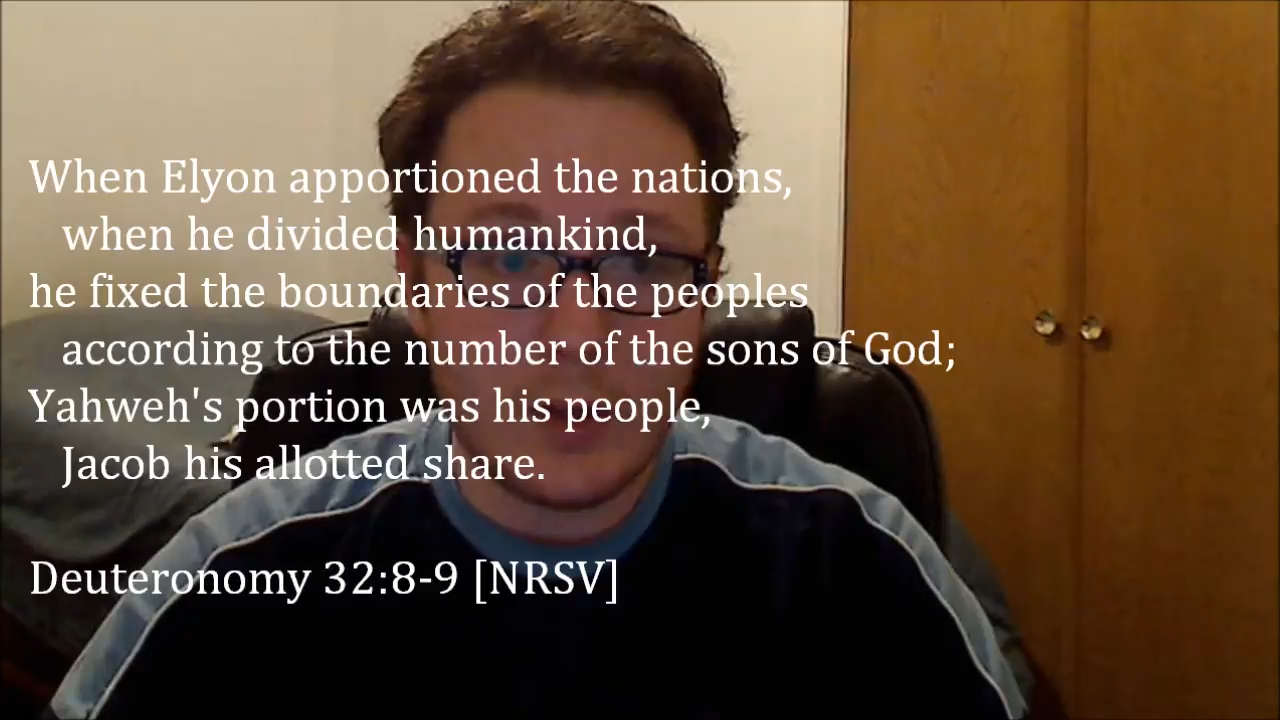 When Elyon apportioned the nations,
when he divided humankind,
he fixed the boundaries of the peoples
according to the number of the sons of God;
Yahweh's portion was his people,
Jacob his allotted share.
Deuteronomy 32:8-9 [NRSV]